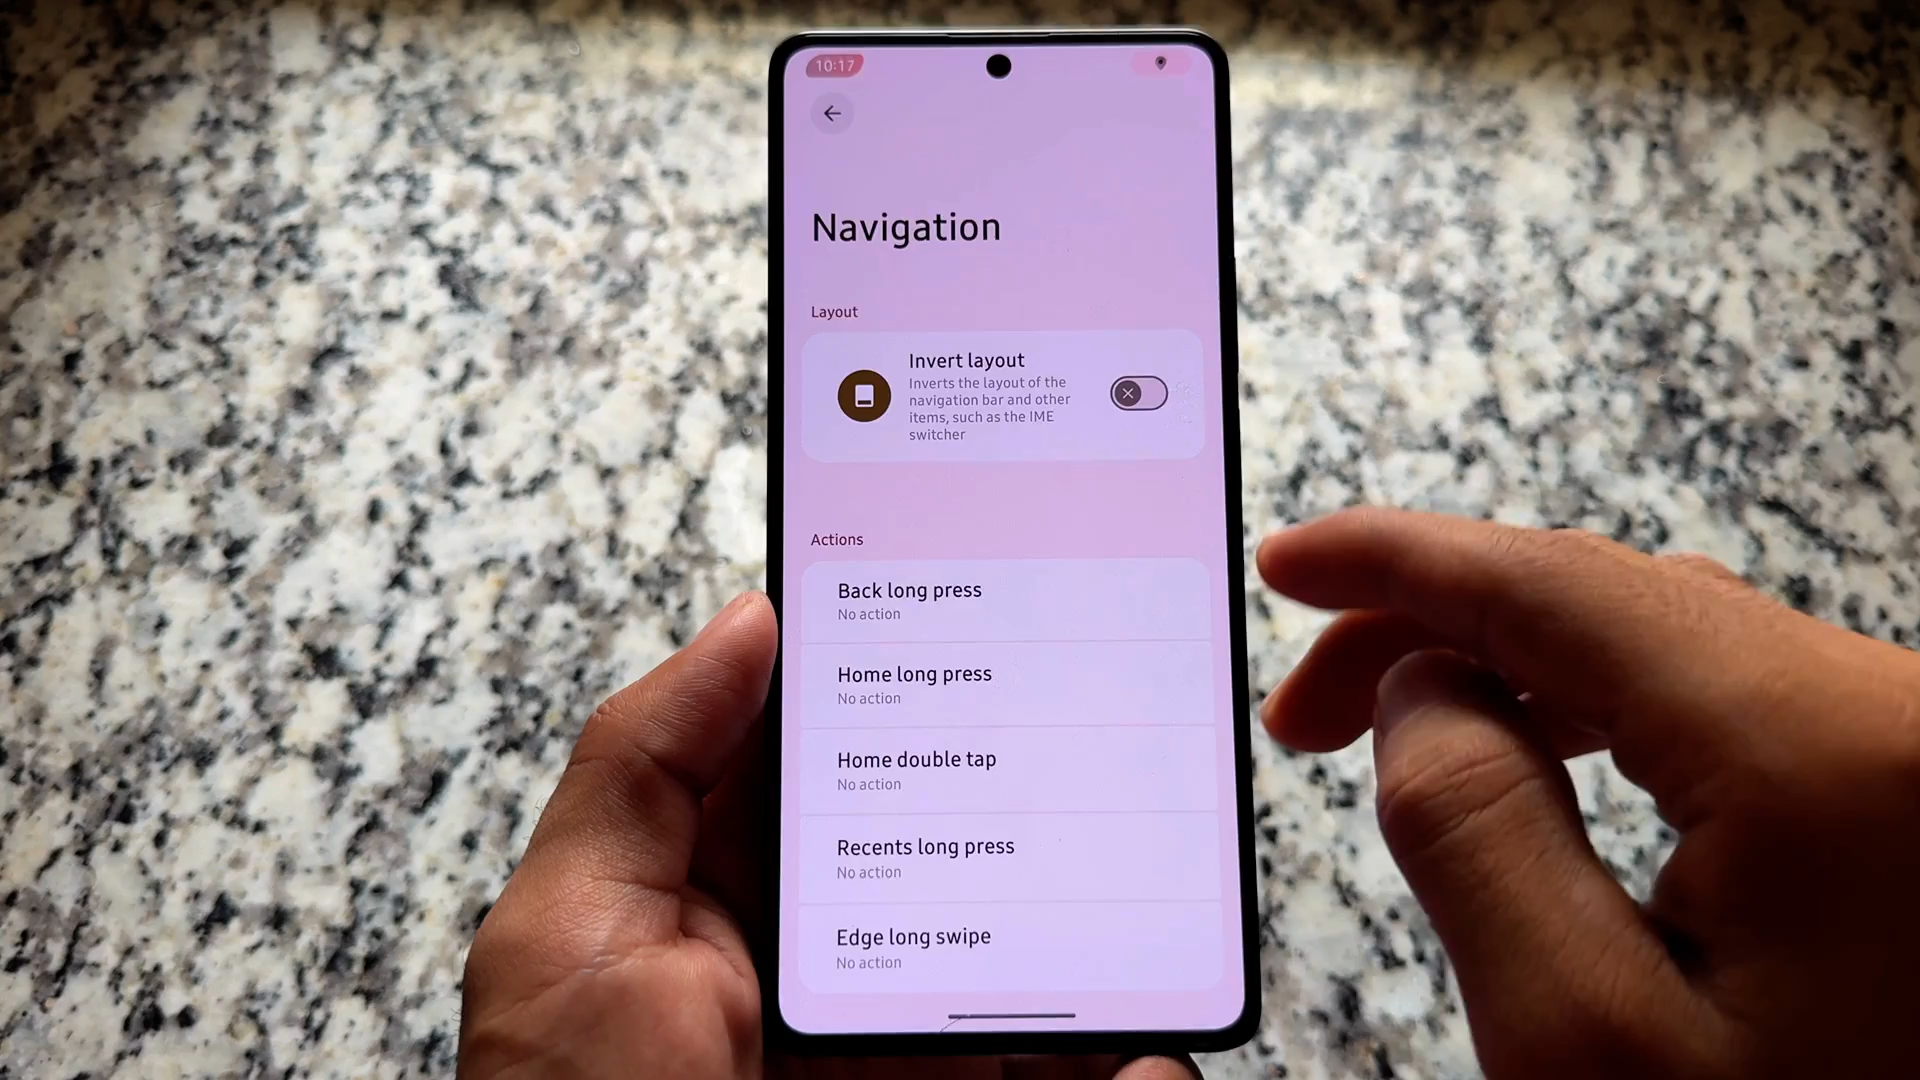 10:17
Navigation
Layout
Invert layout
Inverts the layout of the
navigation bar and other
items, such as the IME
switcher
Actions
Back long press
No action
Home long press
No action
Home double tap
No action
Recents long press
No action
Edge long swipe
No action